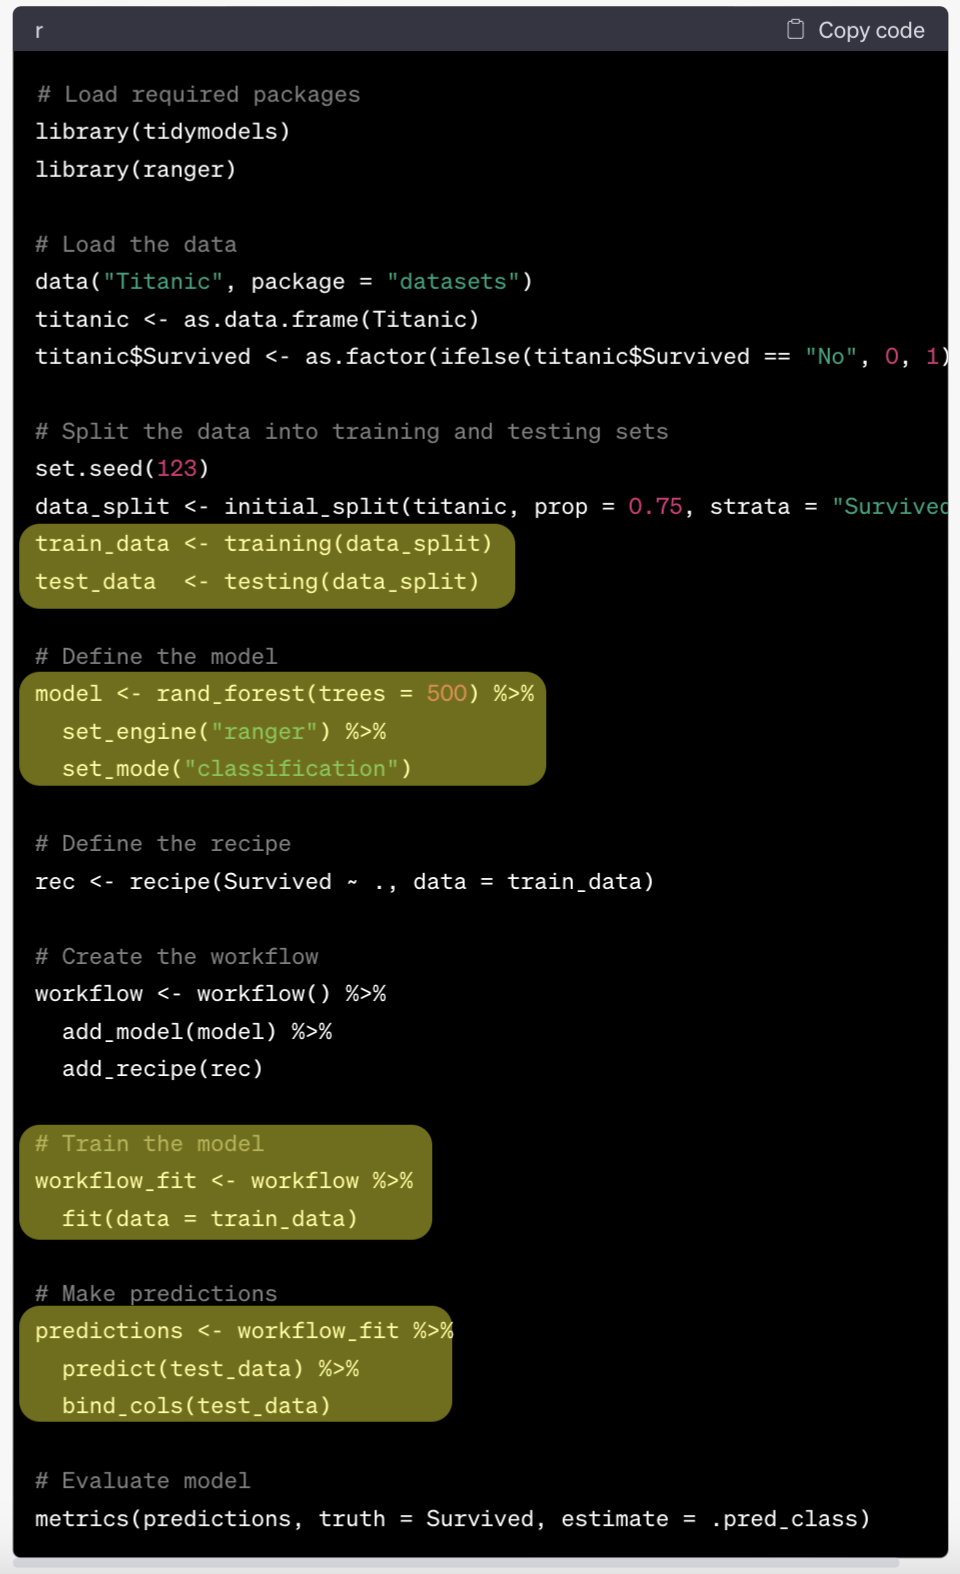 r
Copy code
# Load required packages
library(tidymodels)
library(ranger)
# Load the data
data("Titanic", package = "datasets")
titanic <- as.data.frame(Titanic)
titanic$Survived <- as.factor(ifelse(titanic$Survived == "No", 0, 1)
# Split the data into training and testing sets
set.seed(123)
data_split <- initial_split(titanic, prop = 0.75, strata = "Survived
train_data <- training(data_split)
test_data  <- testing(data_split)
# Define the model
model <- rand_forest(trees = 500) %>%
  set_engine("ranger") %>%
  set_mode("classification")
# Define the recipe
rec <- recipe(Survived ~ ., data = train_data)
# Create the workflow
workflow <- workflow() %>%
  add_model(model) %>%
  add_recipe(rec)
# Train the model
workflow_fit <- workflow %>%
  fit(data = train_data)
# Make predictions
predictions <- workflow_fit %>%
  predict(test_data) %>%
  bind_cols(test_data)
# Evaluate model
metrics(predictions, truth = Survived, estimate = .pred_class)